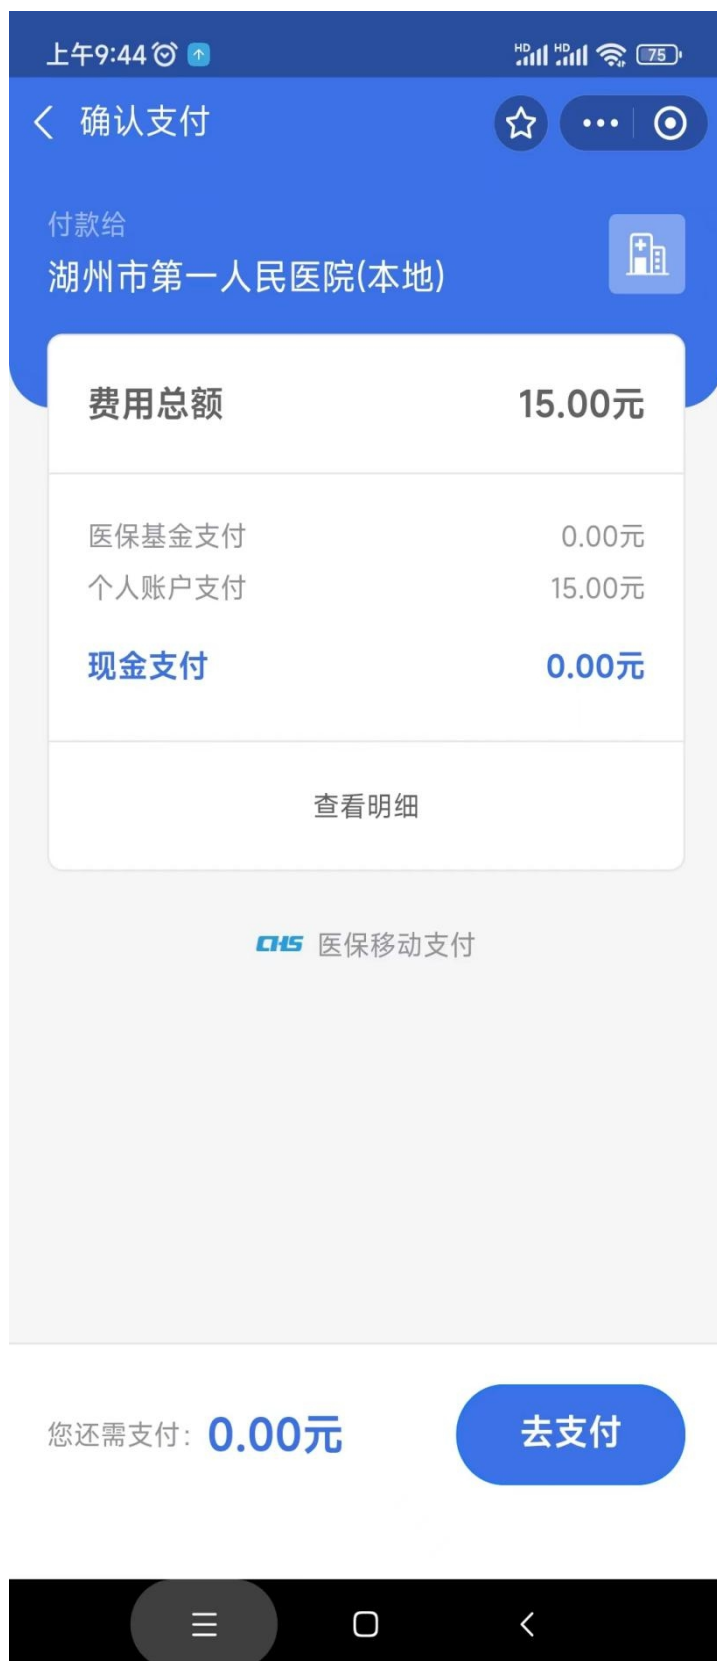 上午9:44
HD HD 75
确认支付
付款给
湖州市第一人民医院(本地)
费用总额 15.00元
医保基金支付 0.00元
个人账户支付 15.00元
现金支付 0.00元
查看明细
CHS 医保移动支付
您还需支付: 0.00元 去支付